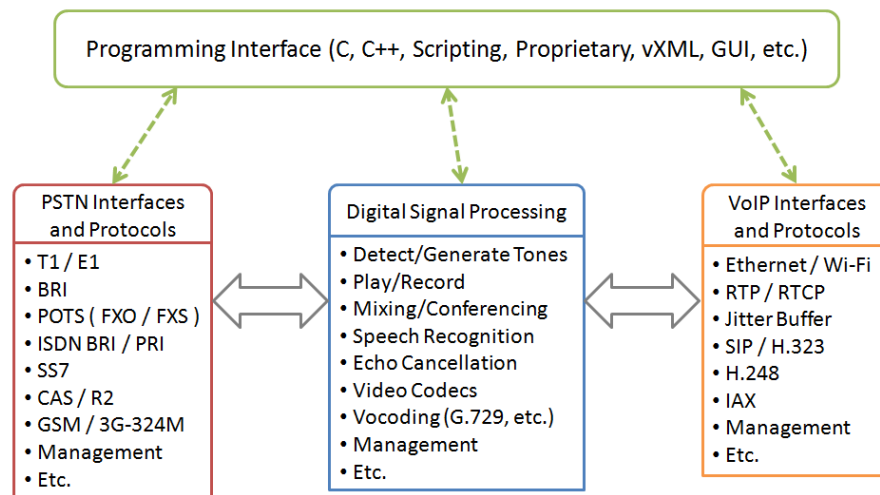 Programming Interface (C, C++, Scripting, Proprietary, vXML, GUI, etc.)
PSTN Interfaces
and Protocols
• T1 / E1
• BRI
• POTS ( FXO / FXS )
• ISDN BRI / PRI
• SS7
• CAS / R2
• GSM / 3G-324M
• Management
• Etc.
Digital Signal Processing
• Detect/Generate Tones
• Play/Record
• Mixing/Conferencing
• Speech Recognition
• Echo Cancellation
• Video Codecs
• Vocoding (G.729, etc.)
• Management
• Etc.
VoIP Interfaces
and Protocols
• Ethernet / Wi-Fi
• RTP / RTCP
• Jitter Buffer
• SIP / H.323
• H.248
• IAX
• Management
• Etc.